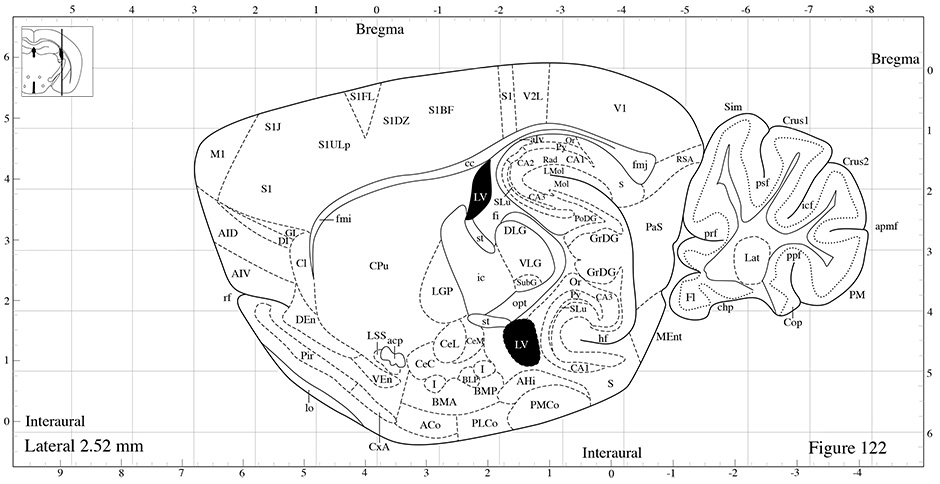 5 4 3 2 1 0 -1 -2 -3 -4 -5 -6 -7 -8
Bregma
Bregma
6 5 4 3 2 1 0
0 1 2 3 4 5 6
S1FL
S1 V2L
S1BF
V1
Sim
S1J
S1DZ
Crus1
M1
S1ULp
alv Or
Py
cc
CA2 Rad CA1
fmj
RSA
Crus2
LMol
S1
LV
Mol
S
psf
CA3
SLu
icf
fmi
fi
PoDG
PaS
apmf
AID
GI
DI
st
DLG
GrDG
prf
Cl
CPu
VLG
Lat
ppf
AIV
ic
GrDG
SubG
Or
LGP
Py CA3
Fl
PM
rf
opt
SLu
chp
DEn
st
Cop
LSS acp
CeL CeM
LV
hf
MEnt
Pir
CeC
I
CA1
VEn
I
BLP
AHi
S
BMP
lo
BMA
PMCo
Interaural
ACo
PLCo
Lateral 2.52 mm
CxA
Interaural
Figure 122
9 8 7 6 5 4 3 2 1 0 -1 -2 -3 -4